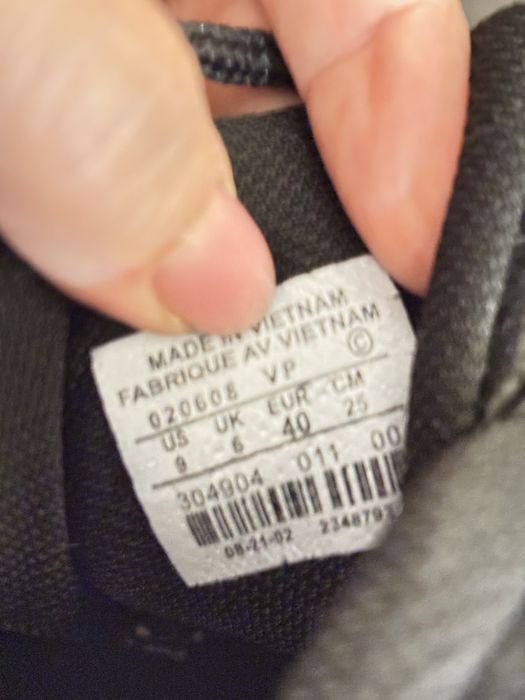 MADE IN VIETNAM
FABRIQUE AV VIETNAM
020608 VP ©
US UK EUR CM
9 6 40 25
304904 011 00
08-21-02 2348793